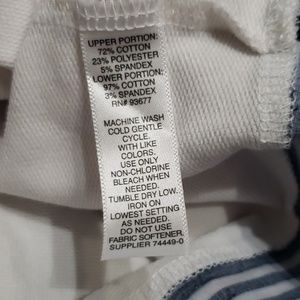 UPPER PORTION:
72% COTTON
23% POLYESTER
5% SPANDEX
LOWER PORTION:
97% COTTON
3% SPANDEX
RN# 93677
MACHINE WASH
COLD GENTLE
CYCLE.
WITH LIKE
COLORS.
USE ONLY
NON-CHLORINE
BLEACH WHEN
NEEDED.
TUMBLE DRY LOW.
IRON ON
LOWEST SETTING
AS NEEDED.
DO NOT USE
FABRIC SOFTENER.
SUPPLIER 74449-0